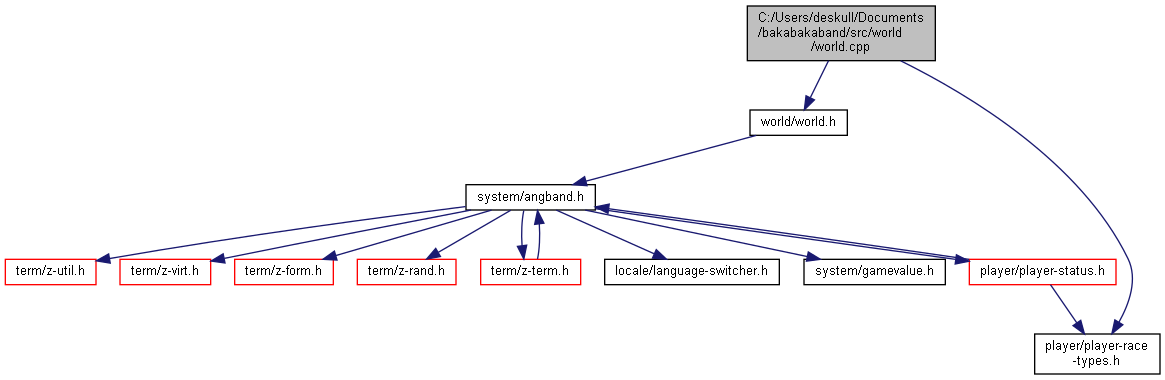 C:/Users/deskull/Documents
/bakabakaband/src/world
/world.cpp
world/world.h
system/angband.h
term/z-util.h
term/z-virt.h
term/z-form.h
term/z-rand.h
term/z-term.h
locale/language-switcher.h
system/gamevalue.h
player/player-status.h
player/player-race
-types.h